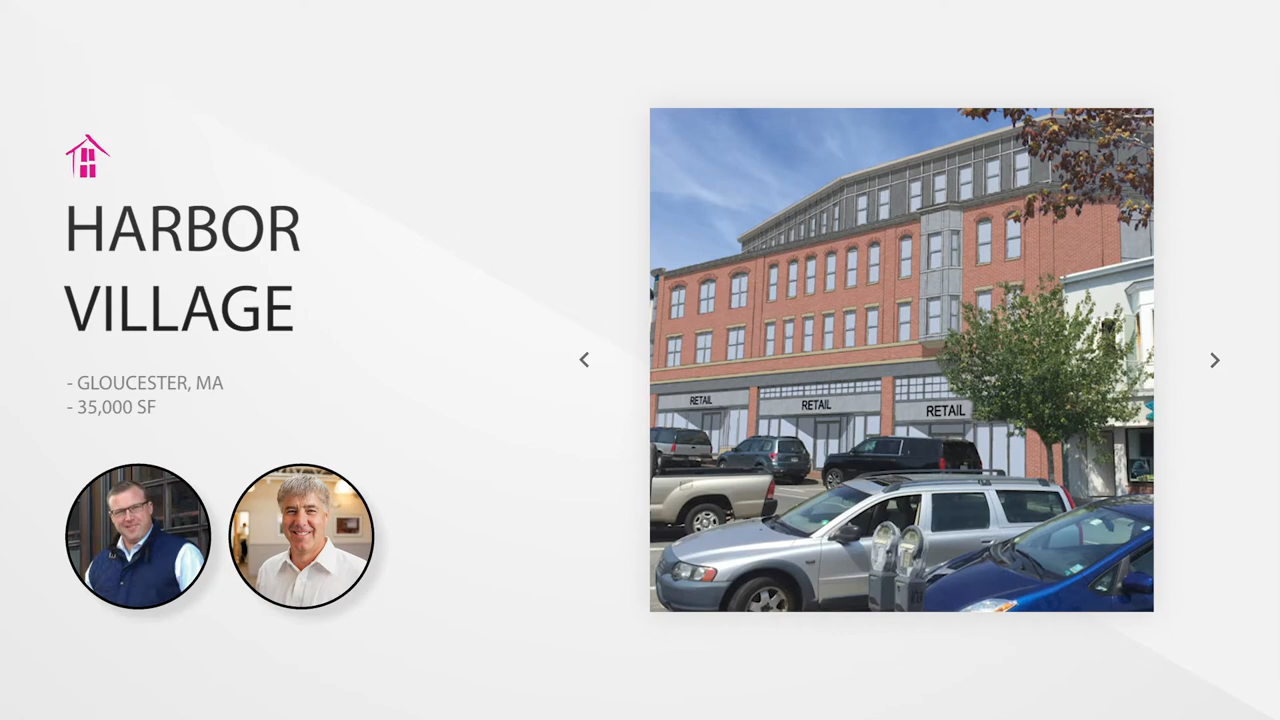 HARBOR
VILLAGE
- GLOUCESTER, MA
- 35,000 SF
RETAIL
RETAIL
RETAIL